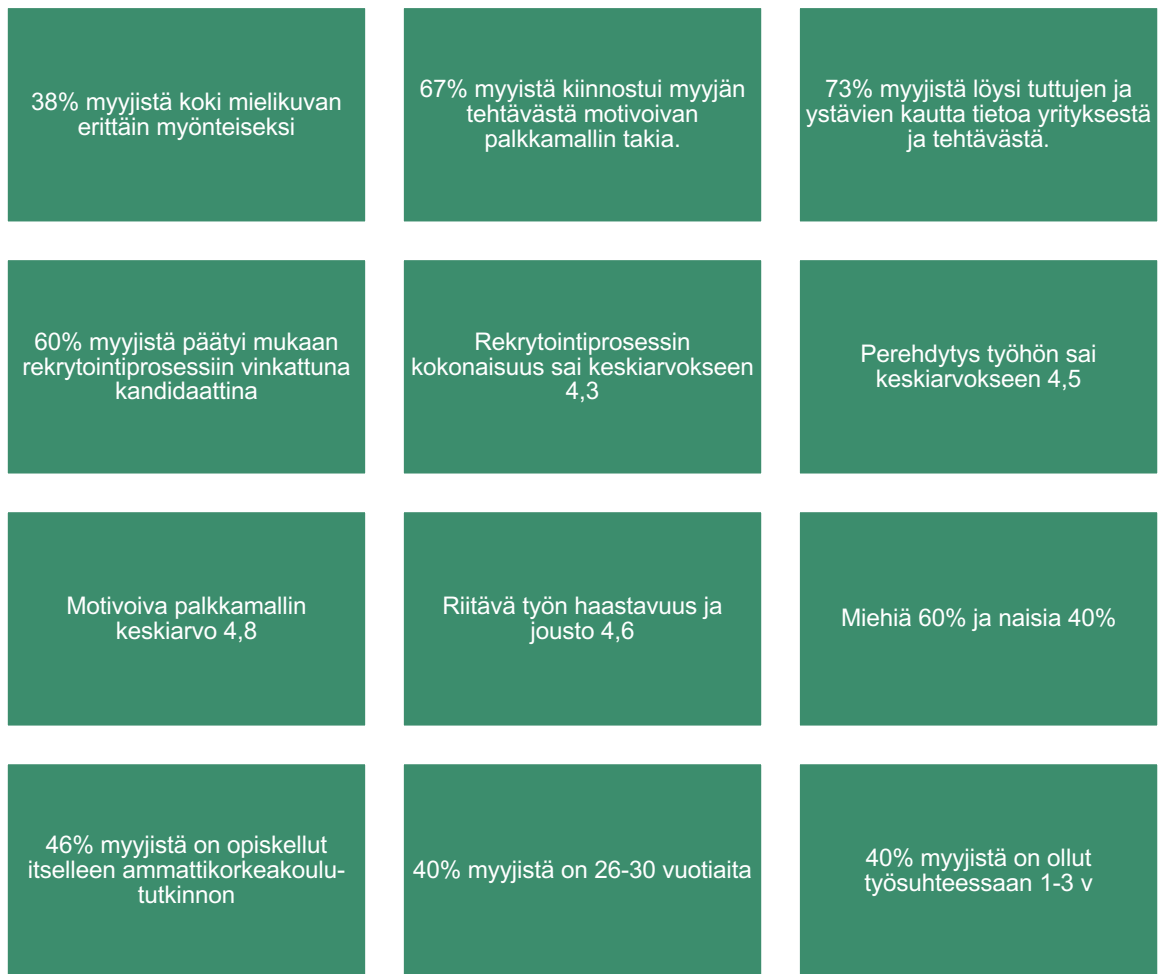 38% myyjistä koki mielikuvan
erittäin myönteiseksi
67% myyistä kiinnostui myyjän
tehtävästä motivoivan
palkkamallin takia.
73% myyjistä löysi tuttujen ja
ystävien kautta tietoa yrityksestä
ja tehtävästä.
60% myyjistä päätyi mukaan
rekrytointiprosessiin vinkattuna
kandidaattina
Rekrytointiprosessin
kokonaisuus sai keskiarvokseen
4,3
Perehdytys työhön sai
keskiarvokseen 4,5
Motivoiva palkkamallin
keskiarvo 4,8
Riitävä työn haastavuus ja
jousto 4,6
Miehiä 60% ja naisia 40%
46% myyjistä on opiskellut
itselleen ammattikorkeakoulu-
tutkinnon
40% myyjistä on 26-30 vuotiaita
40% myyjistä on ollut
työsuhteessaan 1-3 v